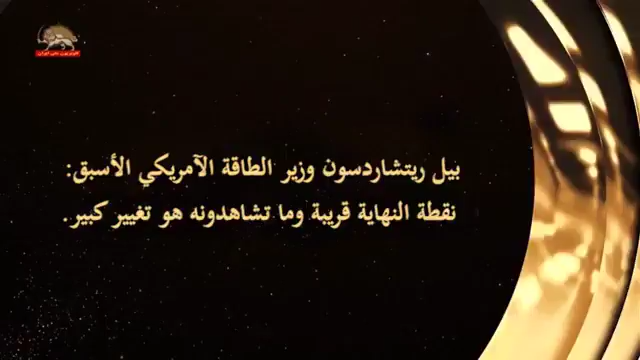 بيل ريتشاردسون وزير الطاقة الآمريكي الأسبق:
نقطة النهاية قريبة وما تشاهدونه هو تغيير كبير.